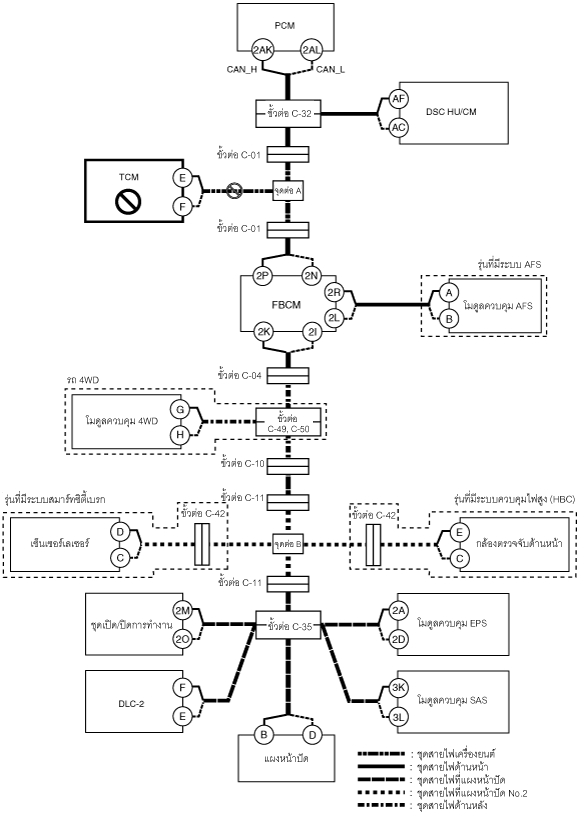 PCM
2AK
2AL
CAN_H
CAN_L
ขั้วต่อ C-32
AF
AC
DSC HU/CM
ขั้วต่อ C-01
TCM
E
F
จุดต่อ A
ขั้วต่อ C-01
2P
2N
FBCM
2R
2L
2K
2I
รุ่นที่มีระบบ AFS
A
B
โมดูลควบคุม AFS
ขั้วต่อ C-04
รถ 4WD
โมดูลควบคุม 4WD
G
H
ขั้วต่อ
C-49, C-50
ขั้วต่อ C-10
ขั้วต่อ C-11
รุ่นที่มีระบบสมาร์ทซิตี้เบรก
เซ็นเซอร์เลเซอร์
D
C
ขั้วต่อ C-42
จุดต่อ B
รุ่นที่มีระบบควบคุมไฟสูง (HBC)
ขั้วต่อ C-42
E
C
กล้องตรวจจับด้านหน้า
ขั้วต่อ C-11
ชุดเปิด/ปิดการทำงาน
2M
2O
ขั้วต่อ C-35
2A
2D
โมดูลควบคุม EPS
DLC-2
F
E
3K
3L
โมดูลควบคุม SAS
B
D
แผงหน้าปัด
: ชุดสายไฟเครื่องยนต์
: ชุดสายไฟด้านหน้า
: ชุดสายไฟที่แผงหน้าปัด
: ชุดสายไฟที่แผงหน้าปัด No.2
: ชุดสายไฟด้านหลัง